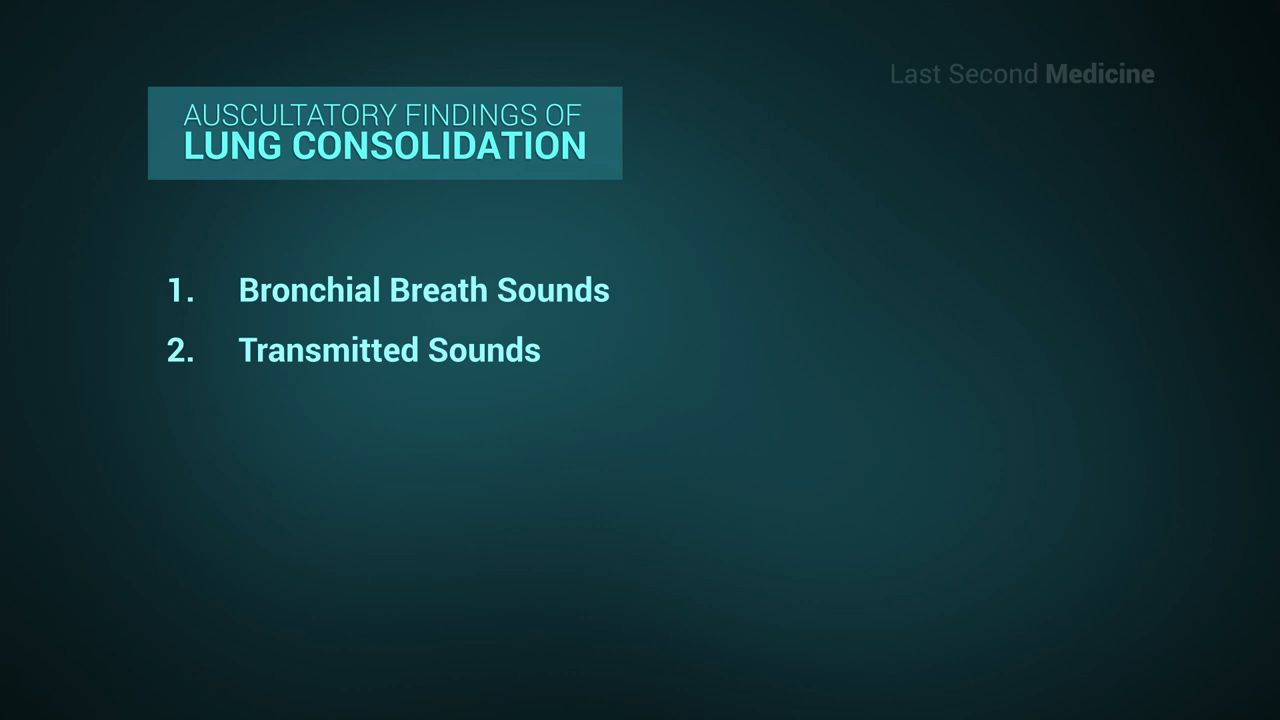 Last Second Medicine
AUSCULTATORY FINDINGS OF
LUNG CONSOLIDATION
1. Bronchial Breath Sounds
2. Transmitted Sounds